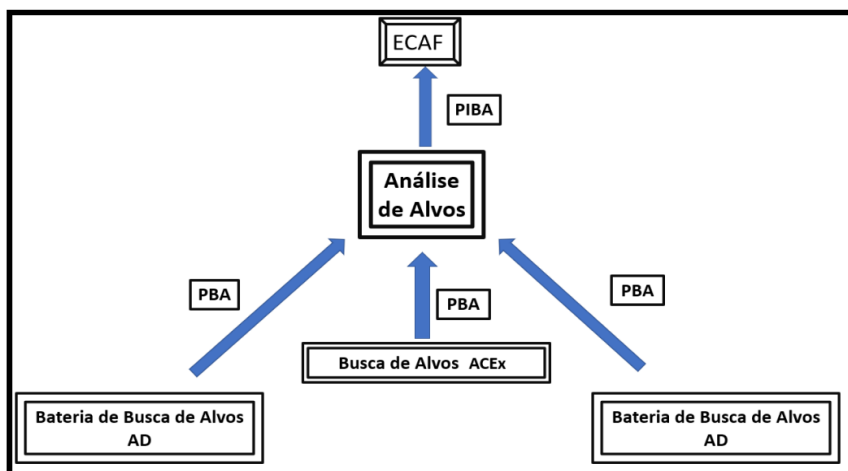 ECAF
PIBA
Análise
de Alvos
PBA
PBA
PBA
Busca de Alvos ACEx
Bateria de Busca de Alvos
AD
Bateria de Busca de Alvos
AD